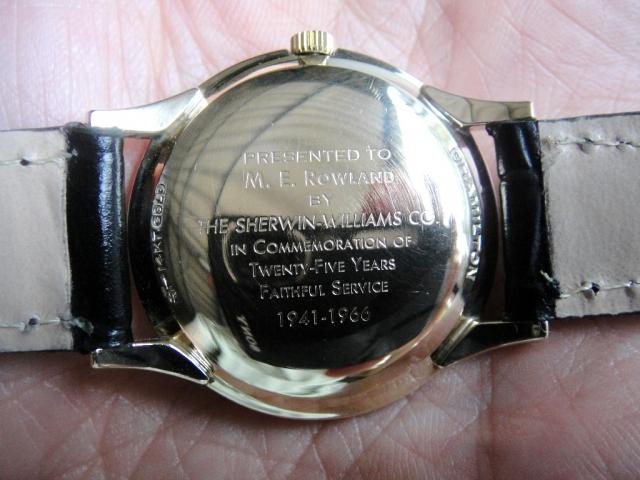 PRESENTED TO
M. E. ROWLAND
BY
THE SHERWIN-WILLIAMS CO.
IN COMMEMORATION OF
TWENTY-FIVE YEARS
FAITHFUL SERVICE
1941-1966
HAMILTON
14KT GOLD